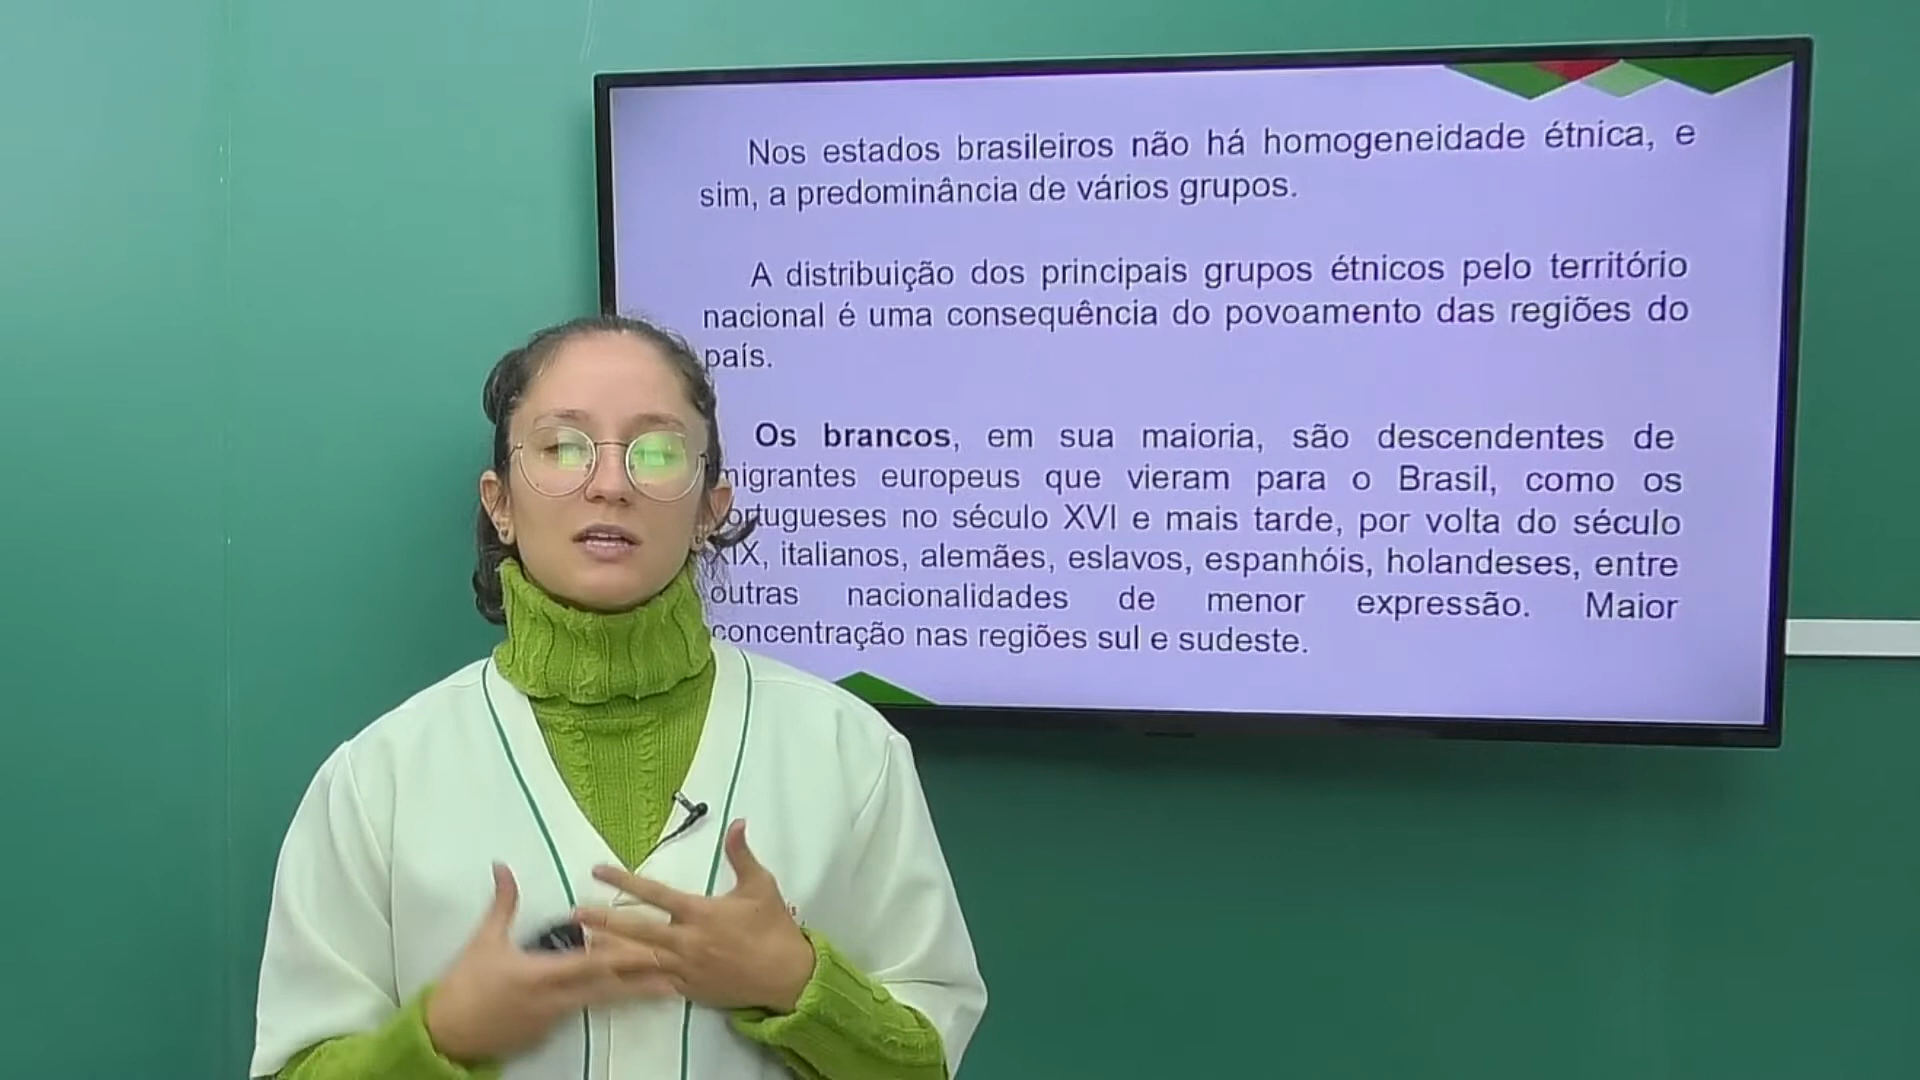 Nos estados brasileiros não há homogeneidade étnica, e
sim, a predominância de vários grupos.
A distribuição dos principais grupos étnicos pelo território
nacional é uma consequência do povoamento das regiões do
país.
Os brancos, em sua maioria, são descendentes de
migrantes europeus que vieram para o Brasil, como os
ortugueses no século XVI e mais tarde, por volta do século
XIX, italianos, alemães, eslavos, espanhóis, holandeses, entre
outras nacionalidades de menor expressão. Maior
concentração nas regiões sul e sudeste.